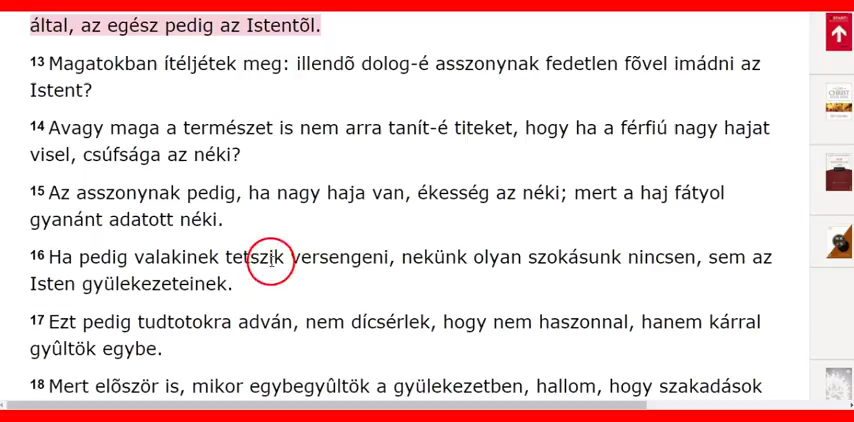 által, az egész pedig az Istentõl.
13 Magatokban ítéljétek meg: illendõ dolog-é asszonynak fedetlen fõvel imádni az
Istent?
14 Avagy maga a természet is nem arra tanít-é titeket, hogy ha a férfiú nagy hajat
visel, csúfsága az néki?
15 Az asszonynak pedig, ha nagy haja van, ékesség az néki; mert a haj fátyol
gyanánt adatott néki.
16 Ha pedig valakinek tetszik versengeni, nekünk olyan szokásunk nincsen, sem az
Isten gyülekezeteinek.
17 Ezt pedig tudtotokra adván, nem dícsérlek, hogy nem haszonnal, hanem kárral
gyûltök egybe.
18 Mert elõször is, mikor egybegyûltök a gyülekezetben, hallom, hogy szakadások